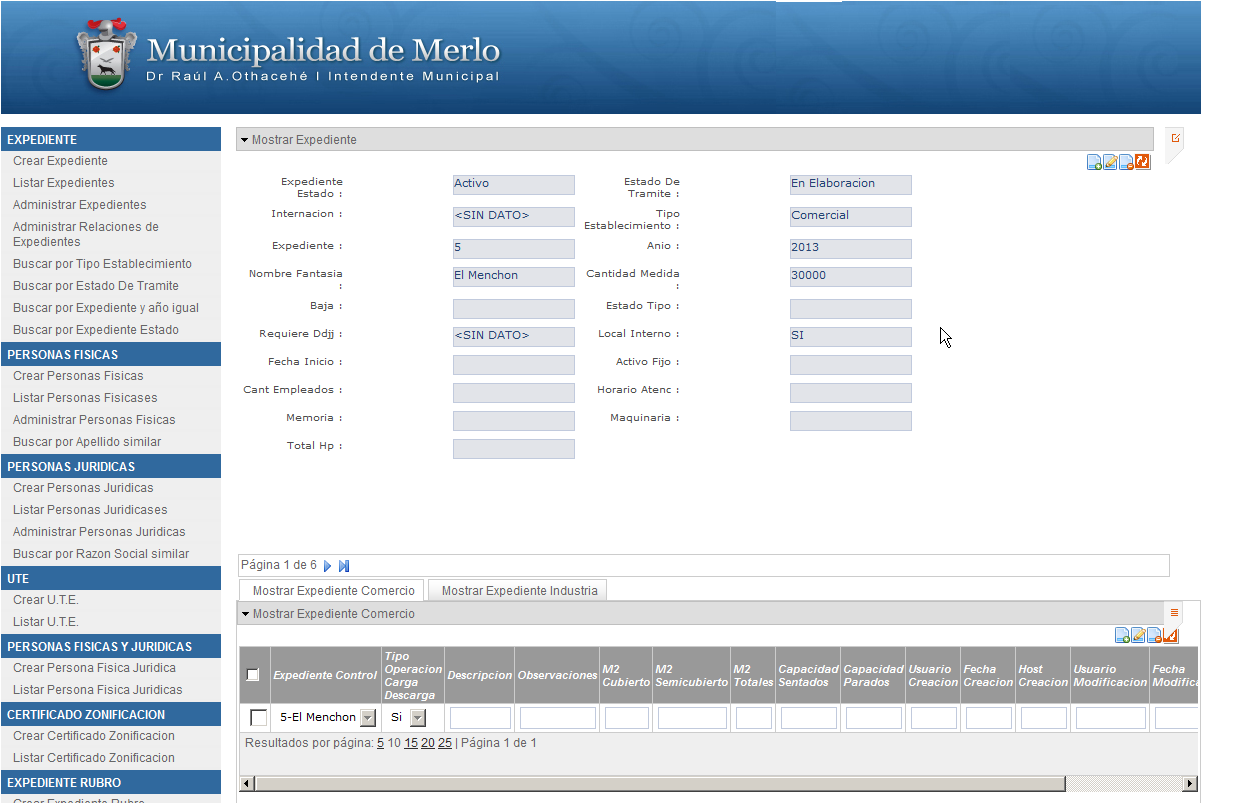 Municipalidad de Merlo
Dr Raúl A.Othacehé I Intendente Municipal
EXPEDIENTE
Crear Expediente
Listar Expedientes
Administrar Expedientes
Administrar Relaciones de
Expedientes
Buscar por Tipo Establecimiento
Buscar por Estado De Tramite
Buscar por Expediente y año igual
Buscar por Expediente Estado
PERSONAS FISICAS
Crear Personas Fisicas
Listar Personas Fisicases
Administrar Personas Fisicas
Buscar por Apellido similar
PERSONAS JURIDICAS
Crear Personas Juridicas
Listar Personas Juridicases
Administrar Personas Juridicas
Buscar por Razon Social similar
UTE
Crear U.T.E.
Listar U.T.E.
PERSONAS FISICAS Y JURIDICAS
Crear Persona Fisica Juridica
Listar Persona Fisica Juridicas
CERTIFICADO ZONIFICACION
Crear Certificado Zonificacion
Listar Certificado Zonificacion
EXPEDIENTE RUBRO
Crear Expediente Rubro
Mostrar Expediente
Expediente Estado : Activo Estado De Tramite : En Elaboracion
Internacion : <SIN DATO> Tipo Establecimiento : Comercial
Expediente : 5 Anio : 2013
Nombre Fantasia : El Menchon Cantidad Medida : 30000
Baja : Estado Tipo :
Requiere Ddjj : <SIN DATO> Local Interno : SI
Fecha Inicio : Activo Fijo :
Cant Empleados : Horario Atenc :
Memoria : Maquinaria :
Total Hp :
Página 1 de 6
Mostrar Expediente Comercio Mostrar Expediente Industria
Mostrar Expediente Comercio
Expediente Control Tipo Operacion Carga Descarga Descripcion Observaciones M2 Cubierto M2 Semicubierto M2 Totales Capacidad Sentados Capacidad Parados Usuario Creacion Fecha Creacion Host Creacion Usuario Modificacion Fecha Modifica
5-El Menchon Si
Resultados por página: 5 10 15 20 25 | Página 1 de 1